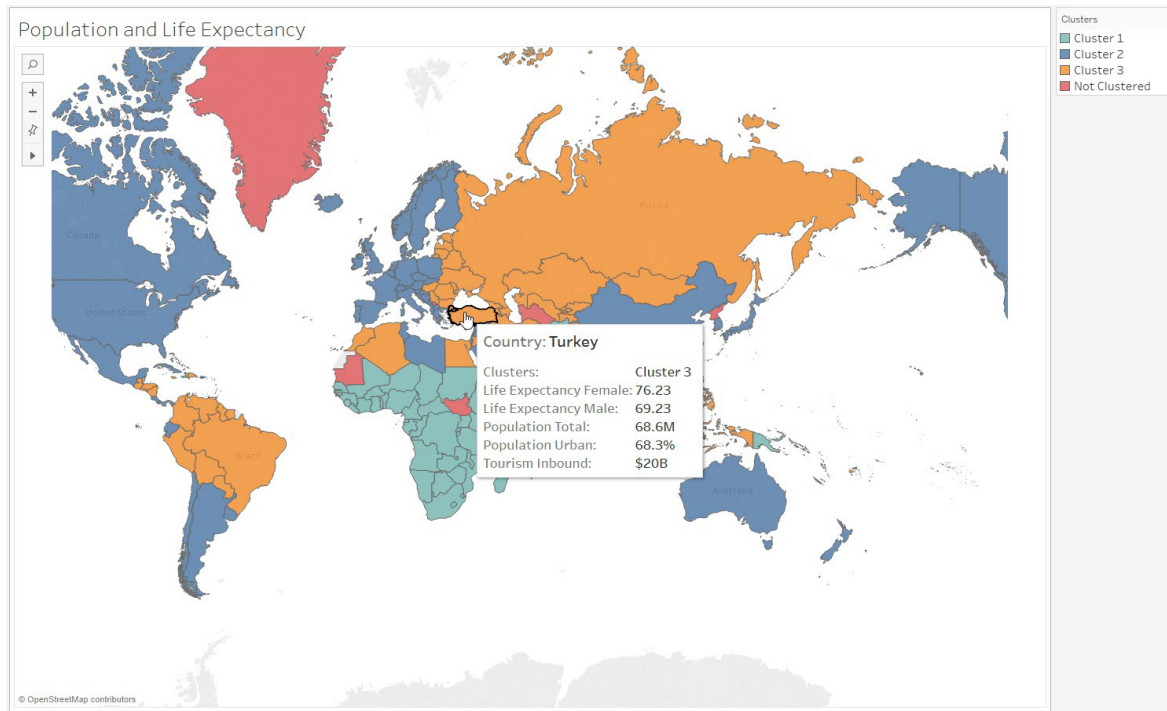 Population and Life Expectancy
Clusters
Cluster 1
Cluster 2
Cluster 3
Not Clustered
Russia
Canada
United States
Country: Turkey
Clusters: Cluster 3
Life Expectancy Female: 76.23
Life Expectancy Male: 69.23
Population Total: 68.6M
Population Urban: 68.3%
Tourism Inbound: $20B
Brazil
Australia
© OpenStreetMap contributors